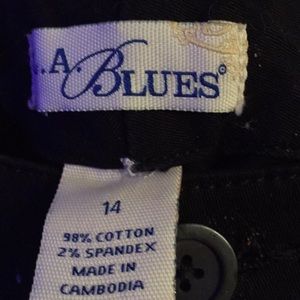 .A. BLUES®
14
98% COTTON
2% SPANDEX
MADE IN
CAMBODIA